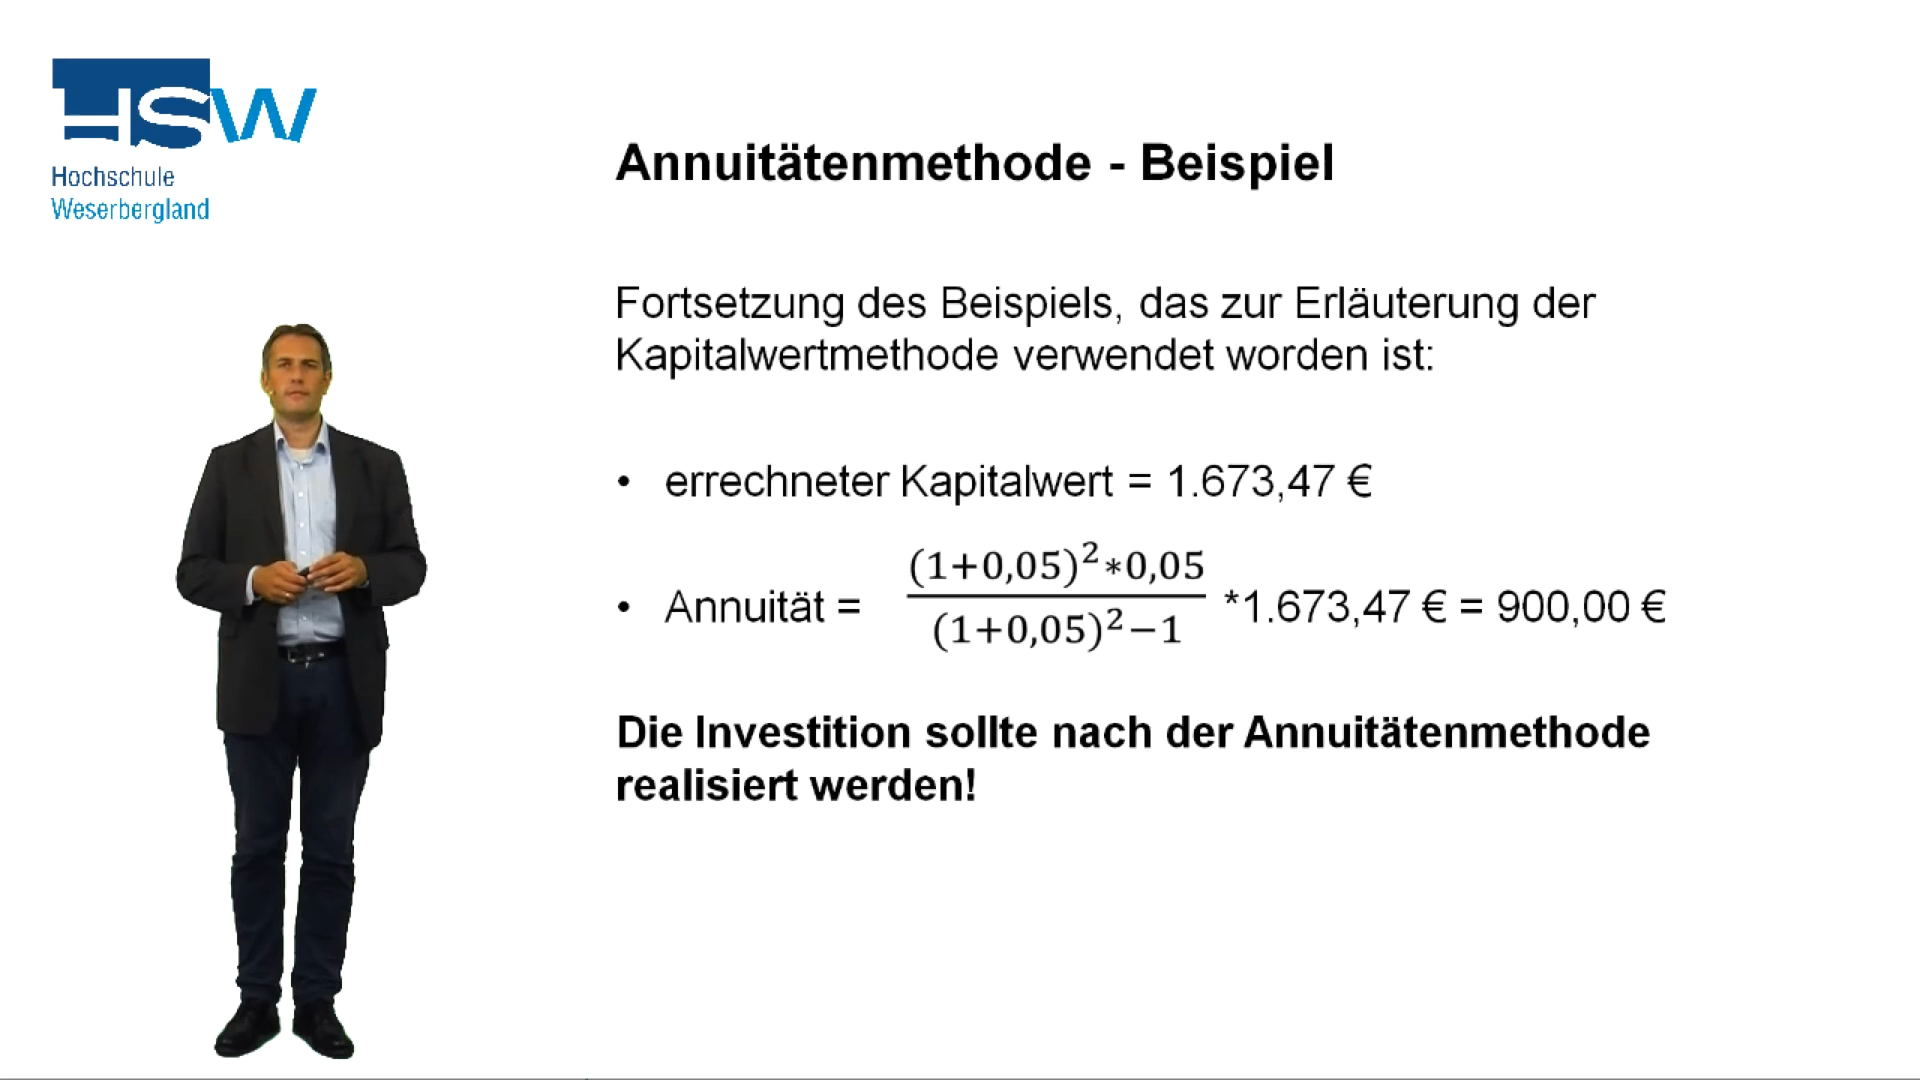 HSW
Hochschule
Weserbergland
Annuitätenmethode - Beispiel
Fortsetzung des Beispiels, das zur Erläuterung der
Kapitalwertmethode verwendet worden ist:
• errechneter Kapitalwert = 1.673,47 €
(1+0,05)²*0,05
• Annuität = *1.673,47 € = 900,00 €
(1+0,05)²−1
Die Investition sollte nach der Annuitätenmethode
realisiert werden!